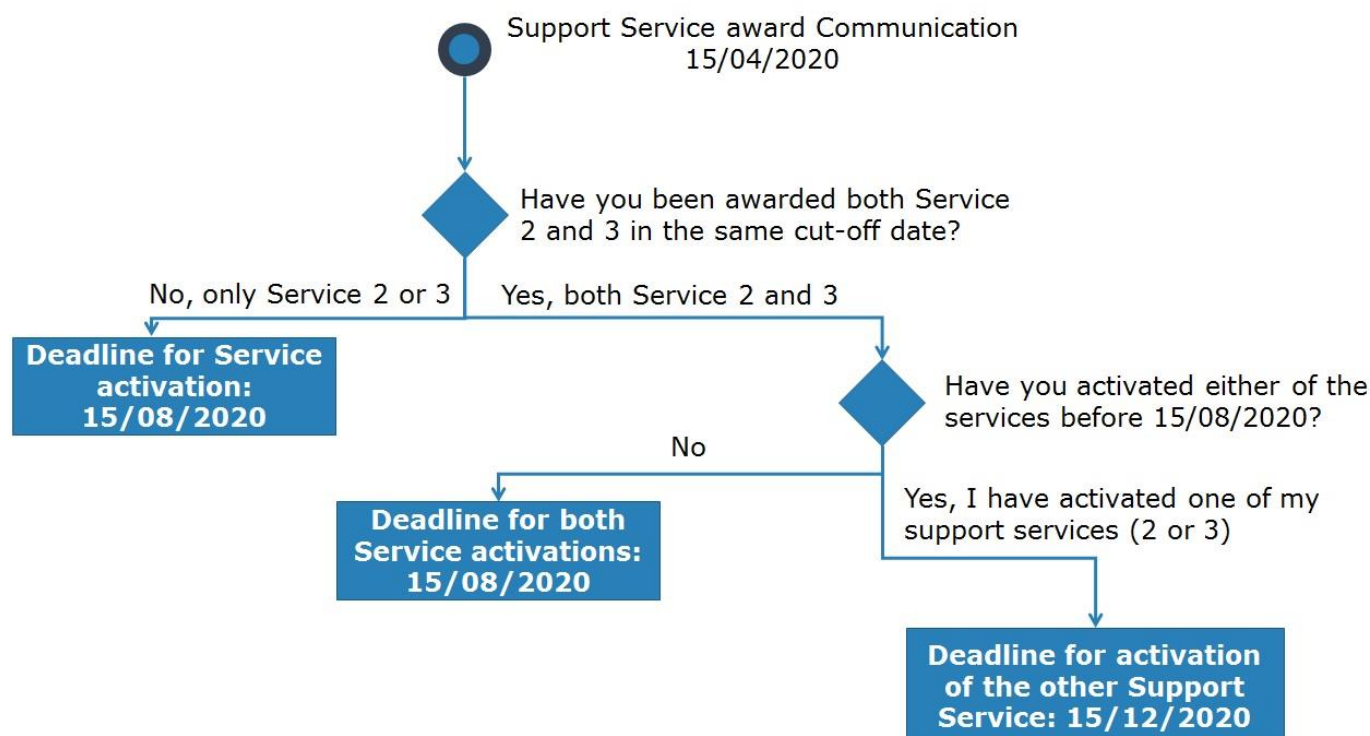 Support Service award Communication
15/04/2020
Have you been awarded both Service
2 and 3 in the same cut-off date?
No, only Service 2 or 3
Yes, both Service 2 and 3
Deadline for Service
activation:
15/08/2020
Have you activated either of the
services before 15/08/2020?
No
Yes, I have activated one of my
support services (2 or 3)
Deadline for both
Service activations:
15/08/2020
Deadline for activation
of the other Support
Service: 15/12/2020